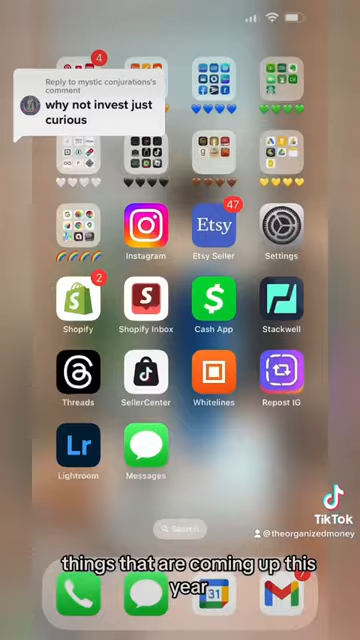 4
Reply to mystic conjurations's
comment
why not invest just
curious
Instagram
Etsy
47
Etsy Seller
Settings
2
Shopify
Shopify Inbox
Cash App
Stackwell
Threads
SellerCenter
Whitelines
Repost IG
Lr
Lightroom
Messages
TikTok
@theorganizedmoney
Search
things that are coming up this
year
31